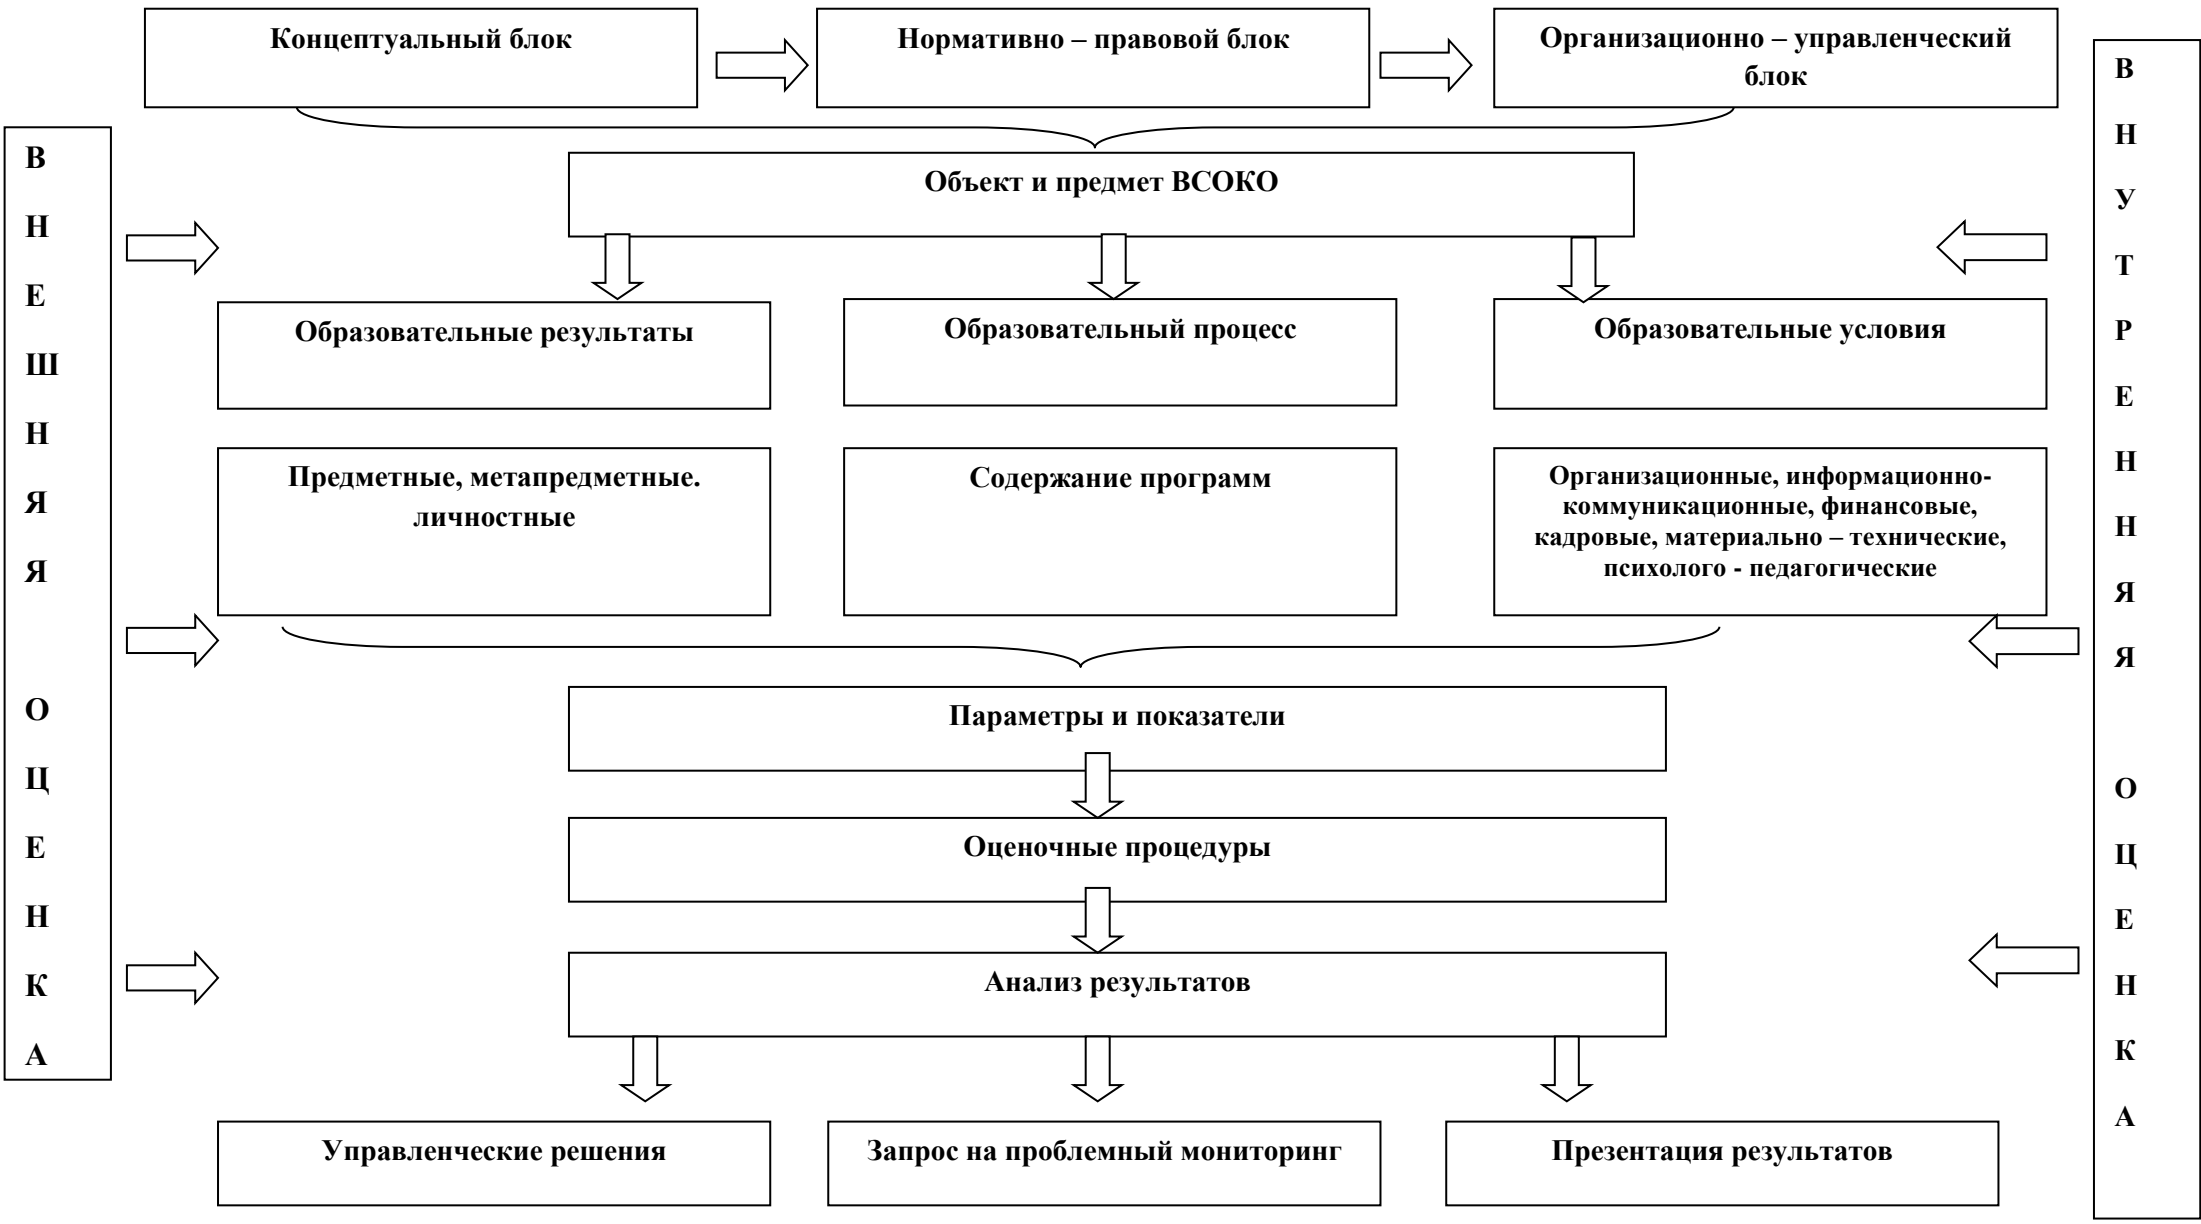 Концептуальный блок
Нормативно – правовой блок
Организационно – управленческий
блок
В
Н
Е
Ш
Н
Я
Я
О
Ц
Е
Н
К
А
Объект и предмет ВСОКО
Образовательные результаты
Образовательный процесс
Образовательные условия
Предметные, метапредметные.
личностные
Содержание программ
Организационные, информационно-
коммуникационные, финансовые,
кадровые, материально – технические,
психолого - педагогические
Параметры и показатели
Оценочные процедуры
Анализ результатов
Управленческие решения
Запрос на проблемный мониторинг
Презентация результатов
В
Н
У
Т
Р
Е
Н
Н
Я
Я
О
Ц
Е
Н
К
А